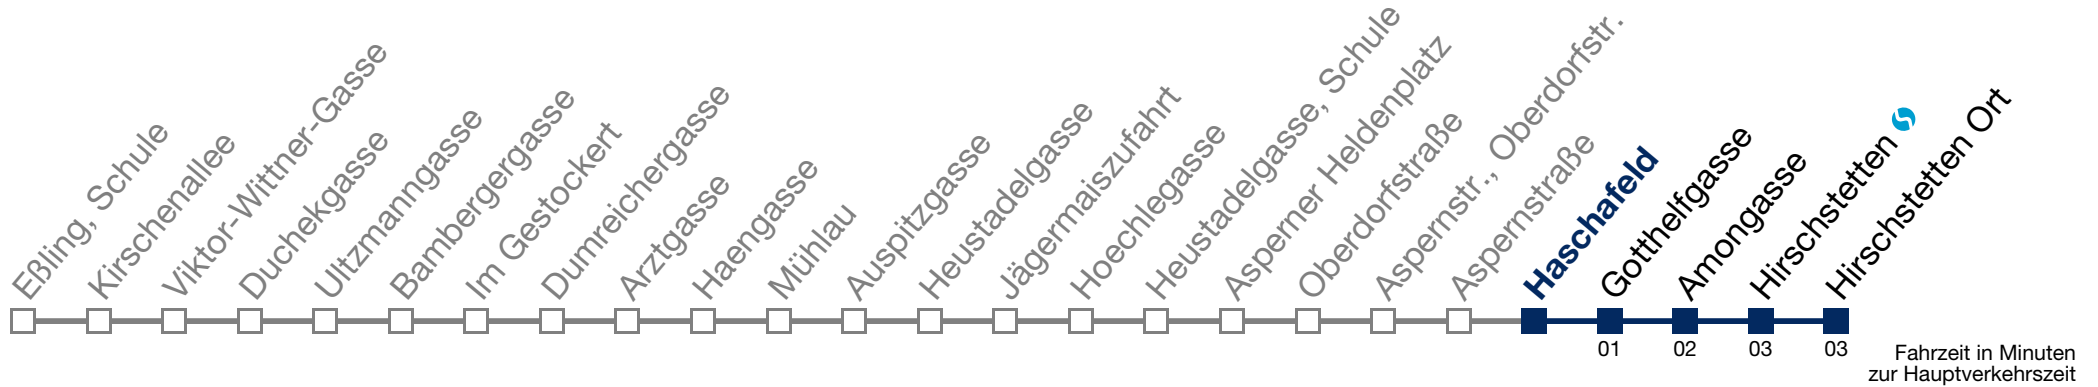 Eßling, Schule
Kirschenallee
Viktor-Wittner-Gasse
Duchekgasse
Ultzmanngasse
Bambergergasse
Im Gestockert
Dumreichergasse
Arztgasse
Haengasse
Mühlau
Auspitzgasse
Heustadelgasse
Jägermaiszufahrt
Hoechlegasse
Heustadelgasse, Schule
Asperner Heldenplatz
Oberdorfstraße
Aspernstr., Oberdorfstr.
Aspernstraße
Haschafeld
Gotthelfgasse
Amongasse
Hirschstetten
Hirschstetten Ort
01 02 03 03
Fahrzeit in Minuten
zur Hauptverkehrszeit